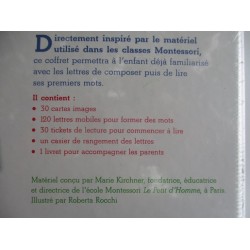 Directement inspiré par le matériel
utilisé dans les classes Montessori,
ce coffret permettra à l'enfant déjà familiarisé
avec les lettres de composer puis de lire
ses premiers mots.
Il contient :
• 30 cartes images
• 120 lettres mobiles pour former des mots
• 30 tickets de lecture pour commencer à lire
• un casier de rangement des lettres
• 1 livret pour accompagner les parents
Matériel conçu par Marie Kirchner, fondatrice, éducatrice
et directrice de l'école Montessori Le Pont d'Homme, à Paris.
Illustré par Roberta Rocchi